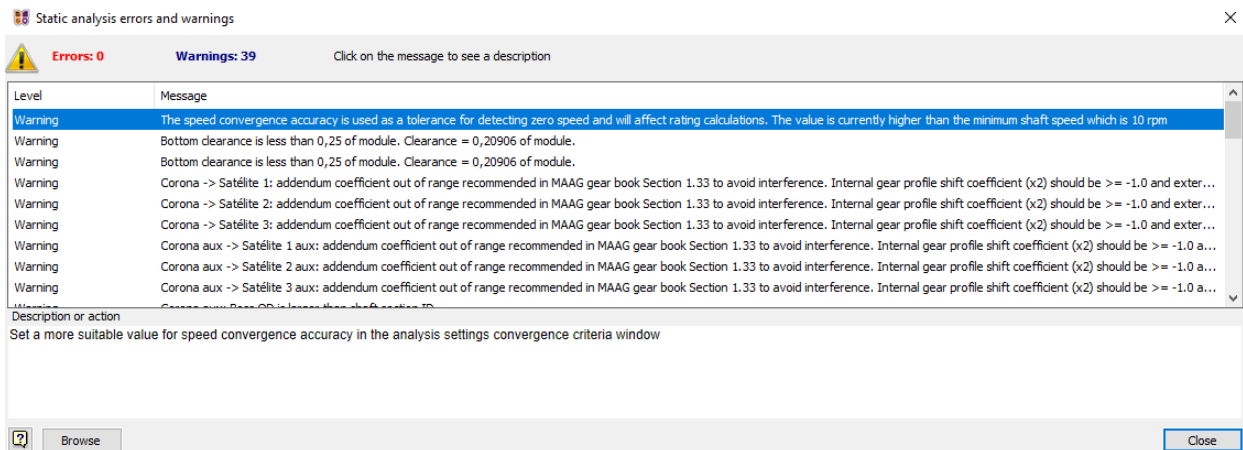 Static analysis errors and warnings
Errors: 0 Warnings: 39 Click on the message to see a description
Level Message
Warning The speed convergence accuracy is used as a tolerance for detecting zero speed and will affect rating calculations. The value is currently higher than the minimum shaft speed which is 10 rpm
Warning Bottom clearance is less than 0,25 of module. Clearance = 0,20906 of module.
Warning Bottom clearance is less than 0,25 of module. Clearance = 0,20906 of module.
Warning Corona -> Satélite 1: addendum coefficient out of range recommended in MAAG gear book Section 1.33 to avoid interference. Internal gear profile shift coefficient (x2) should be >= -1.0 and exter...
Warning Corona -> Satélite 2: addendum coefficient out of range recommended in MAAG gear book Section 1.33 to avoid interference. Internal gear profile shift coefficient (x2) should be >= -1.0 and exter...
Warning Corona -> Satélite 3: addendum coefficient out of range recommended in MAAG gear book Section 1.33 to avoid interference. Internal gear profile shift coefficient (x2) should be >= -1.0 and exter...
Warning Corona aux -> Satélite 1 aux: addendum coefficient out of range recommended in MAAG gear book Section 1.33 to avoid interference. Internal gear profile shift coefficient (x2) should be >= -1.0 a...
Warning Corona aux -> Satélite 2 aux: addendum coefficient out of range recommended in MAAG gear book Section 1.33 to avoid interference. Internal gear profile shift coefficient (x2) should be >= -1.0 a...
Warning Corona aux -> Satélite 3 aux: addendum coefficient out of range recommended in MAAG gear book Section 1.33 to avoid interference. Internal gear profile shift coefficient (x2) should be >= -1.0 a...
Warning Corona aux: Boss OD is larger than shaft section ID
Description or action
Set a more suitable value for speed convergence accuracy in the analysis settings convergence criteria window
Browse Close